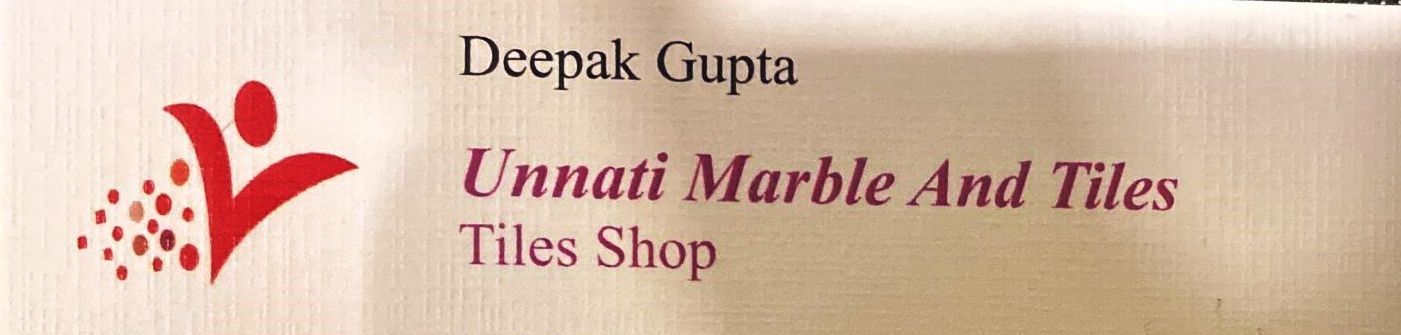 Deepak Gupta
Unnati Marble And Tiles
Tiles Shop